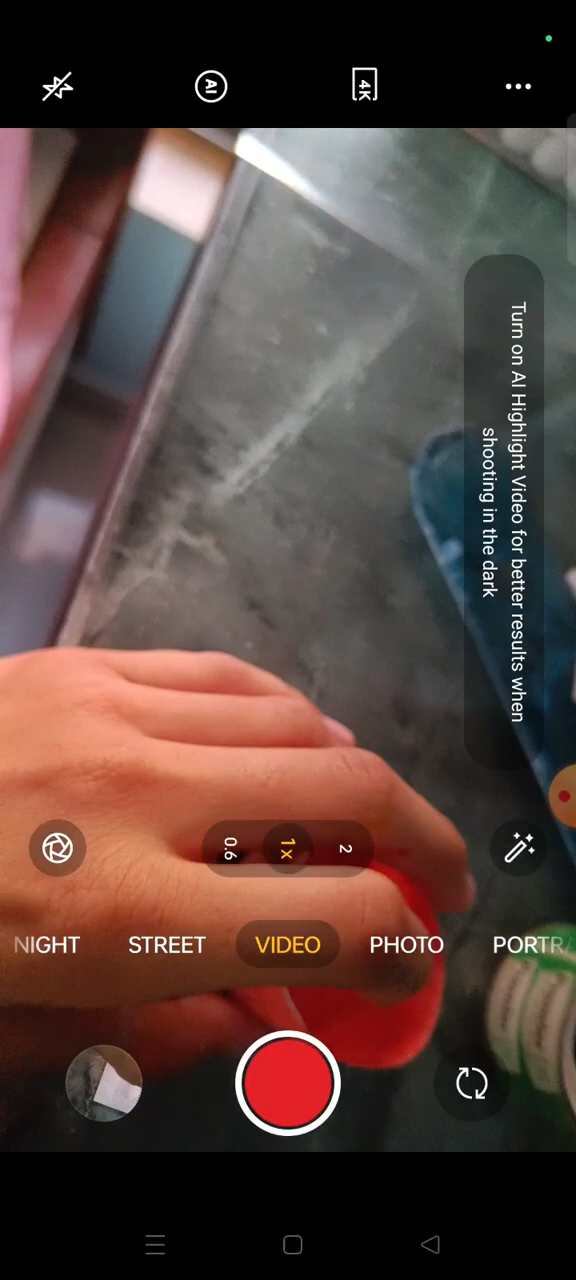 AI
4K
Turn on AI Highlight Video for better results when
shooting in the dark
0.6
1x
2
NIGHT
STREET
VIDEO
PHOTO
PORTRA